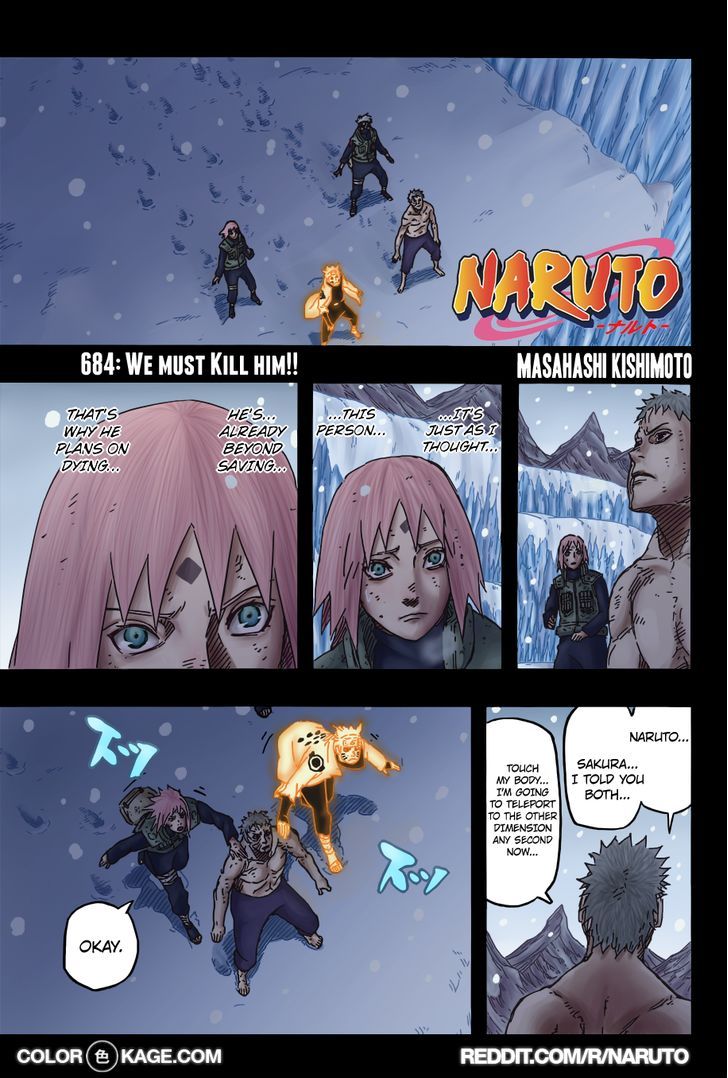 NARUTO
-ナルト-
684: WE MUST KILL HIM!!
MASAHASHI KISHIMOTO
...IT'S
JUST AS I
THOUGHT...
...THIS
PERSON...
HE'S...
ALREADY
BEYOND
SAVING...
THAT'S
WHY HE
PLANS ON
DYING...
NARUTO...
SAKURA...
I TOLD YOU
BOTH...
TOUCH
MY BODY...
I'M GOING
TO TELEPORT
TO THE OTHER
DIMENSION
ANY SECOND
NOW...
ズッ
ズッ
OKAY.
COLOR 色 KAGE.COM
REDDIT.COM/R/NARUTO